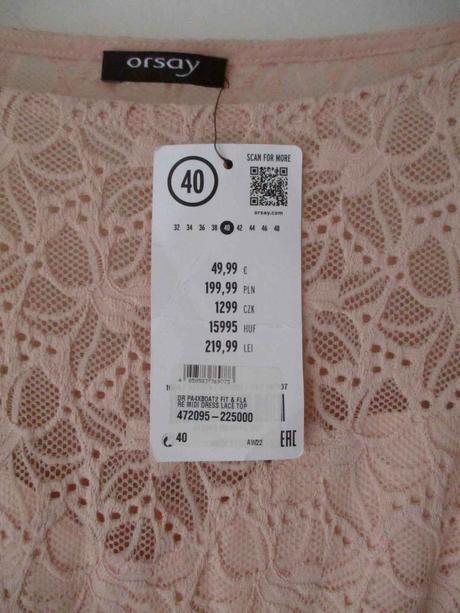 orsay
SCAN FOR MORE
40
orsay.com
32 34 36 38 40 42 44 46 48
49,99 €
199,99 PLN
1299 CZK
15995 HUF
219,99 LEI
DR PA4XBOAT2 FIT & FLA
RE MIDI DRESS LACE TOP
472095-225000
40 AW22 EAC